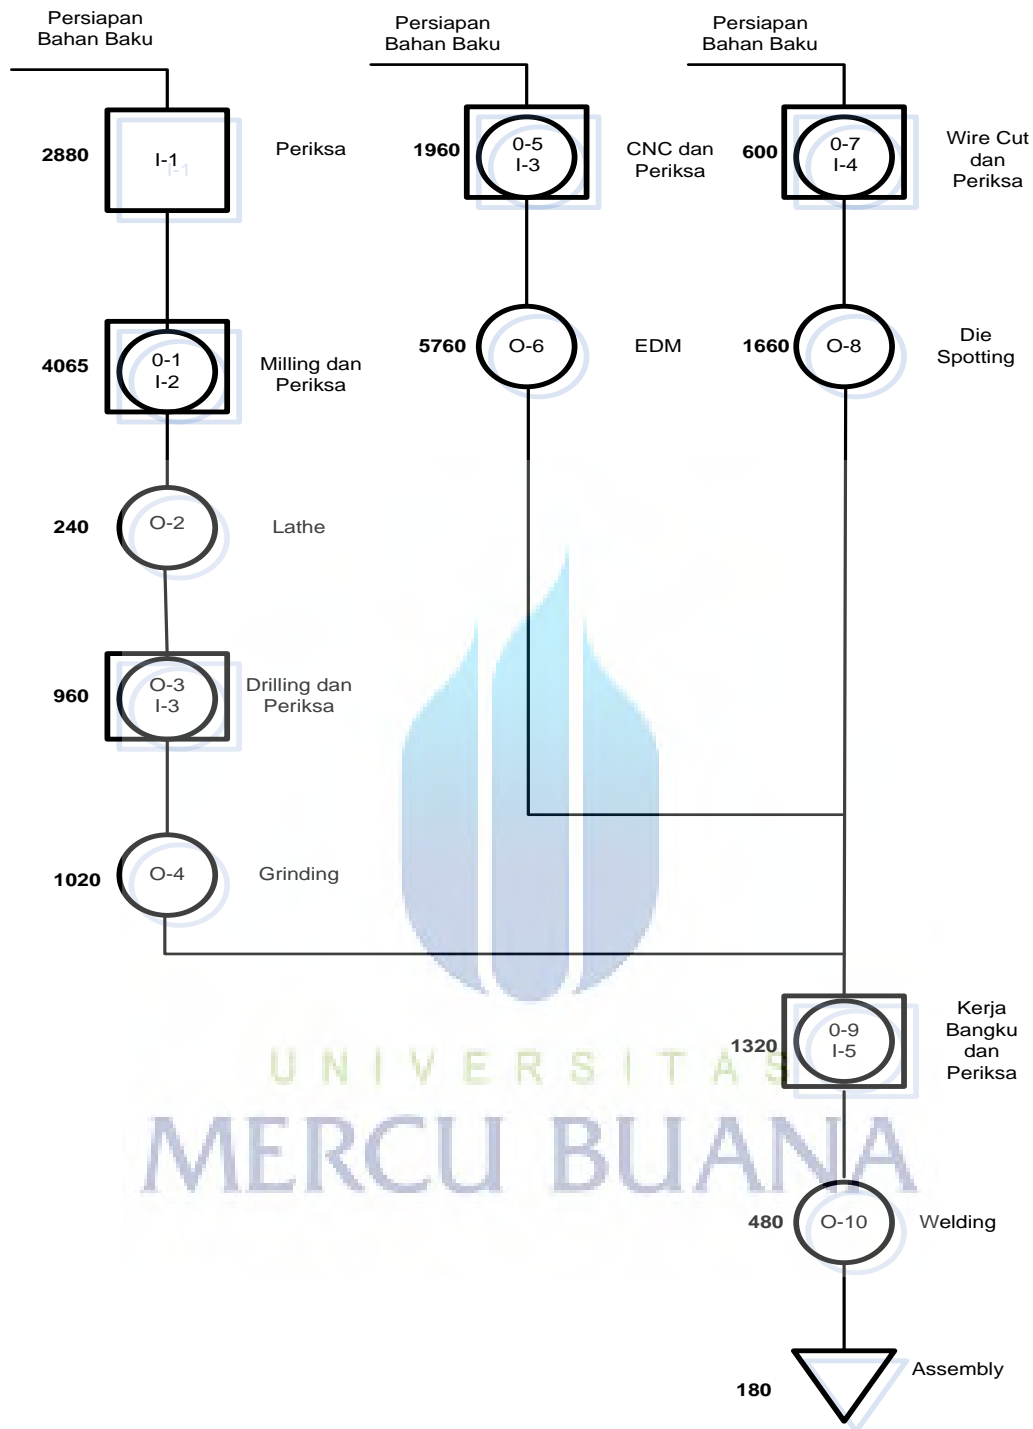 Persiapan
Bahan Baku
Persiapan
Bahan Baku
Persiapan
Bahan Baku
2880
I-1
I-1
Periksa
1960
0-5
I-3
CNC dan
Periksa
600
0-7
I-4
Wire Cut
dan
Periksa
4065
0-1
I-2
Milling dan
Periksa
5760
O-6
EDM
1660
O-8
Die
Spotting
240
O-2
Lathe
960
O-3
I-3
Drilling dan
Periksa
1020
O-4
Grinding
1320
0-9
I-5
Kerja
Bangku
dan
Periksa
UNIVERSITAS
MERCU BUANA
480
O-10
Welding
180
Assembly